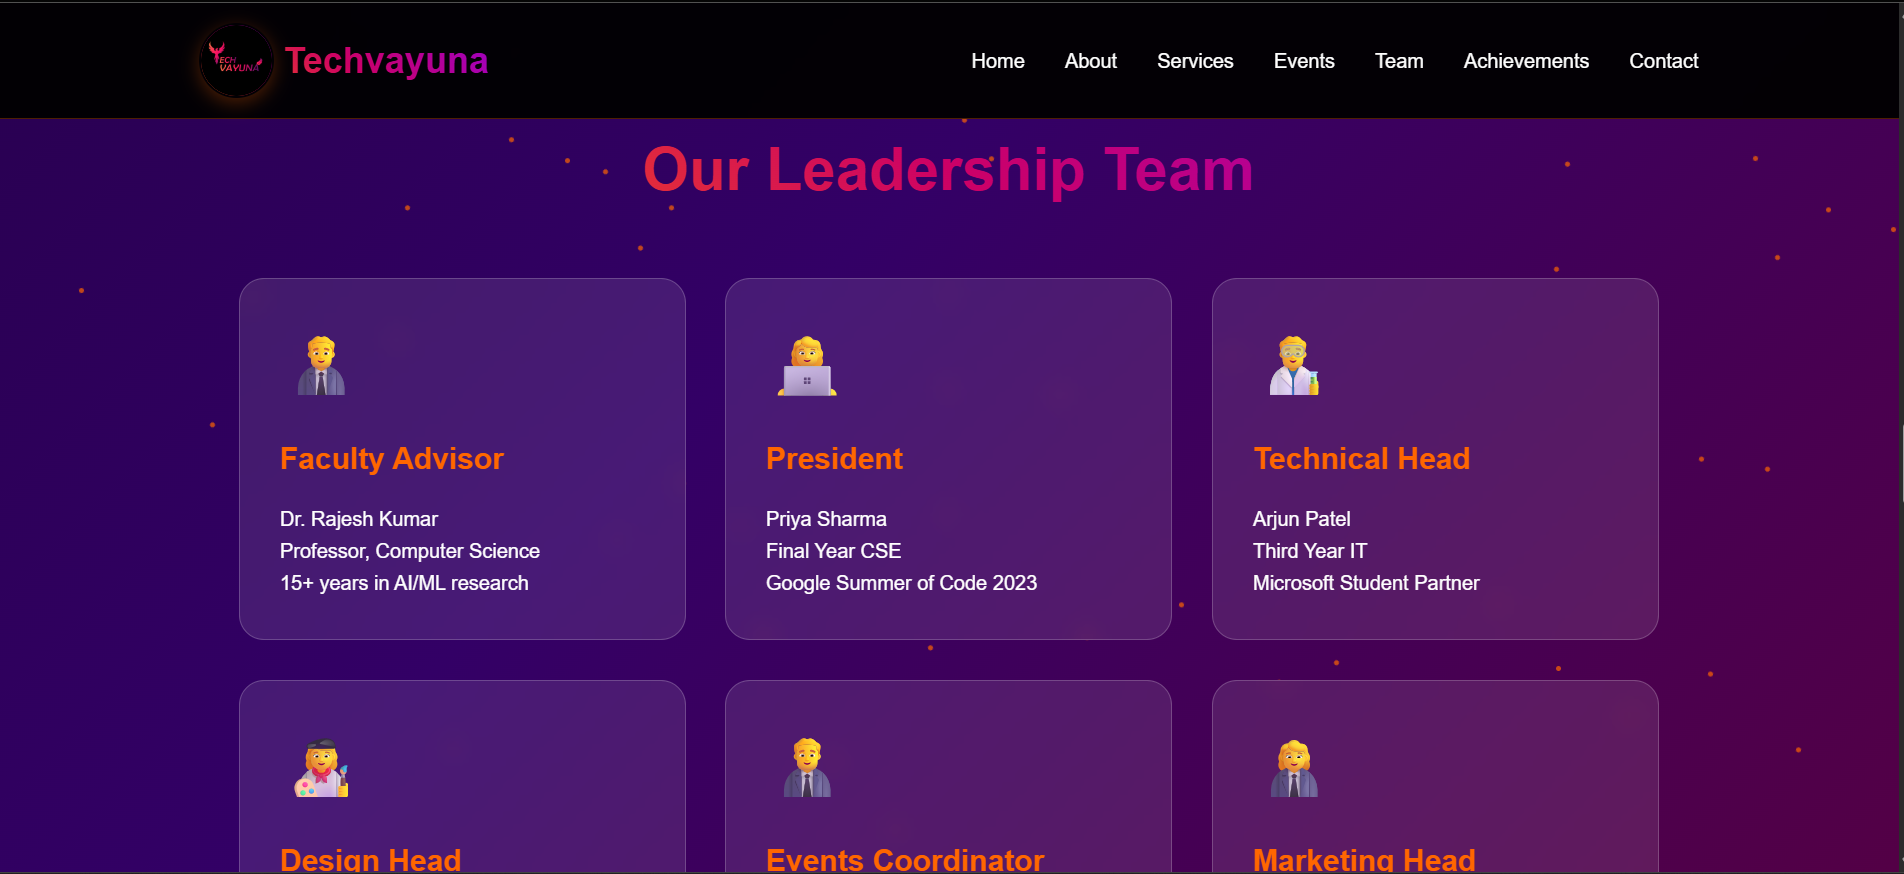 TECH
VAYUNA
Techvayuna
Home About Services Events Team Achievements Contact
Our Leadership Team
Faculty Advisor
Dr. Rajesh Kumar
Professor, Computer Science
15+ years in AI/ML research
President
Priya Sharma
Final Year CSE
Google Summer of Code 2023
Technical Head
Arjun Patel
Third Year IT
Microsoft Student Partner
Design Head
Events Coordinator
Marketing Head